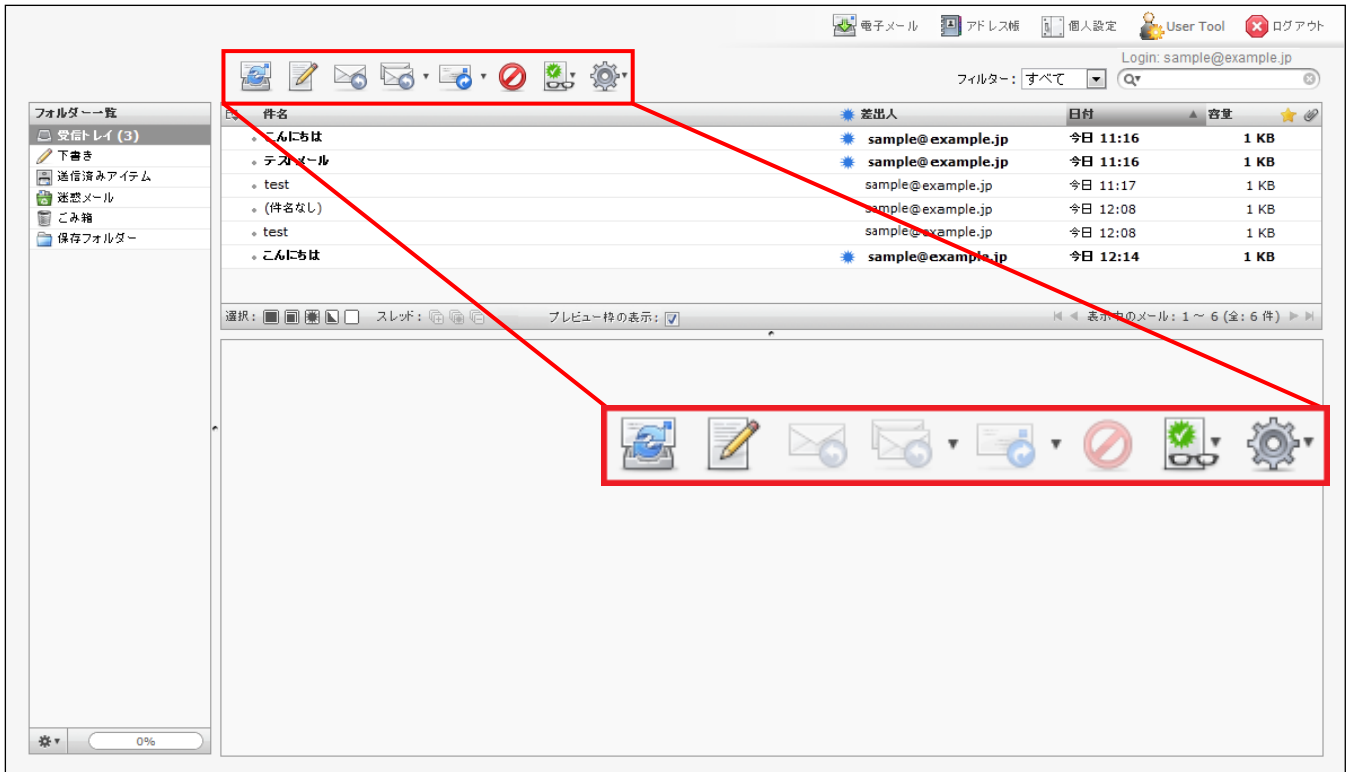 電子メール アドレス帳 個人設定 User Tool ログアウト
Login: sample@example.jp
フィルター: すべて
フォルダー一覧
受信トレイ (3)
下書き
送信済みアイテム
迷惑メール
ごみ箱
保存フォルダー
0%
件名 差出人 日付 容量
こんにちは sample@example.jp 今日 11:16 1 KB
テストメール sample@example.jp 今日 11:16 1 KB
test sample@example.jp 今日 11:17 1 KB
(件名なし) sample@example.jp 今日 12:08 1 KB
test sample@example.jp 今日 12:08 1 KB
こんにちは sample@example.jp 今日 12:14 1 KB
選択: スレッド: プレビュー枠の表示: 表示中のメール: 1 ~ 6 (全: 6 件)